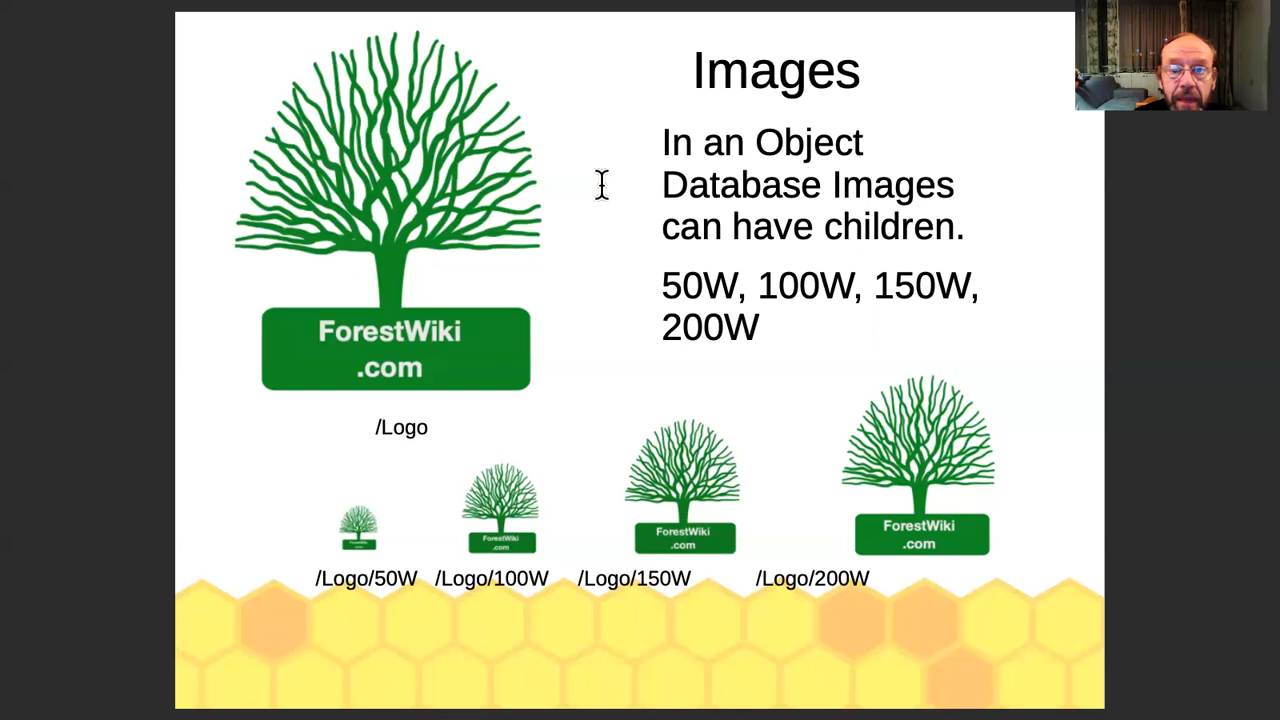 Images
In an Object
Database Images
can have children.
50W, 100W, 150W,
200W
ForestWiki
.com
/Logo
ForestWiki
ForestWiki
.com
ForestWiki
.com
ForestWiki
.com
/Logo/50W
/Logo/100W
/Logo/150W
/Logo/200W